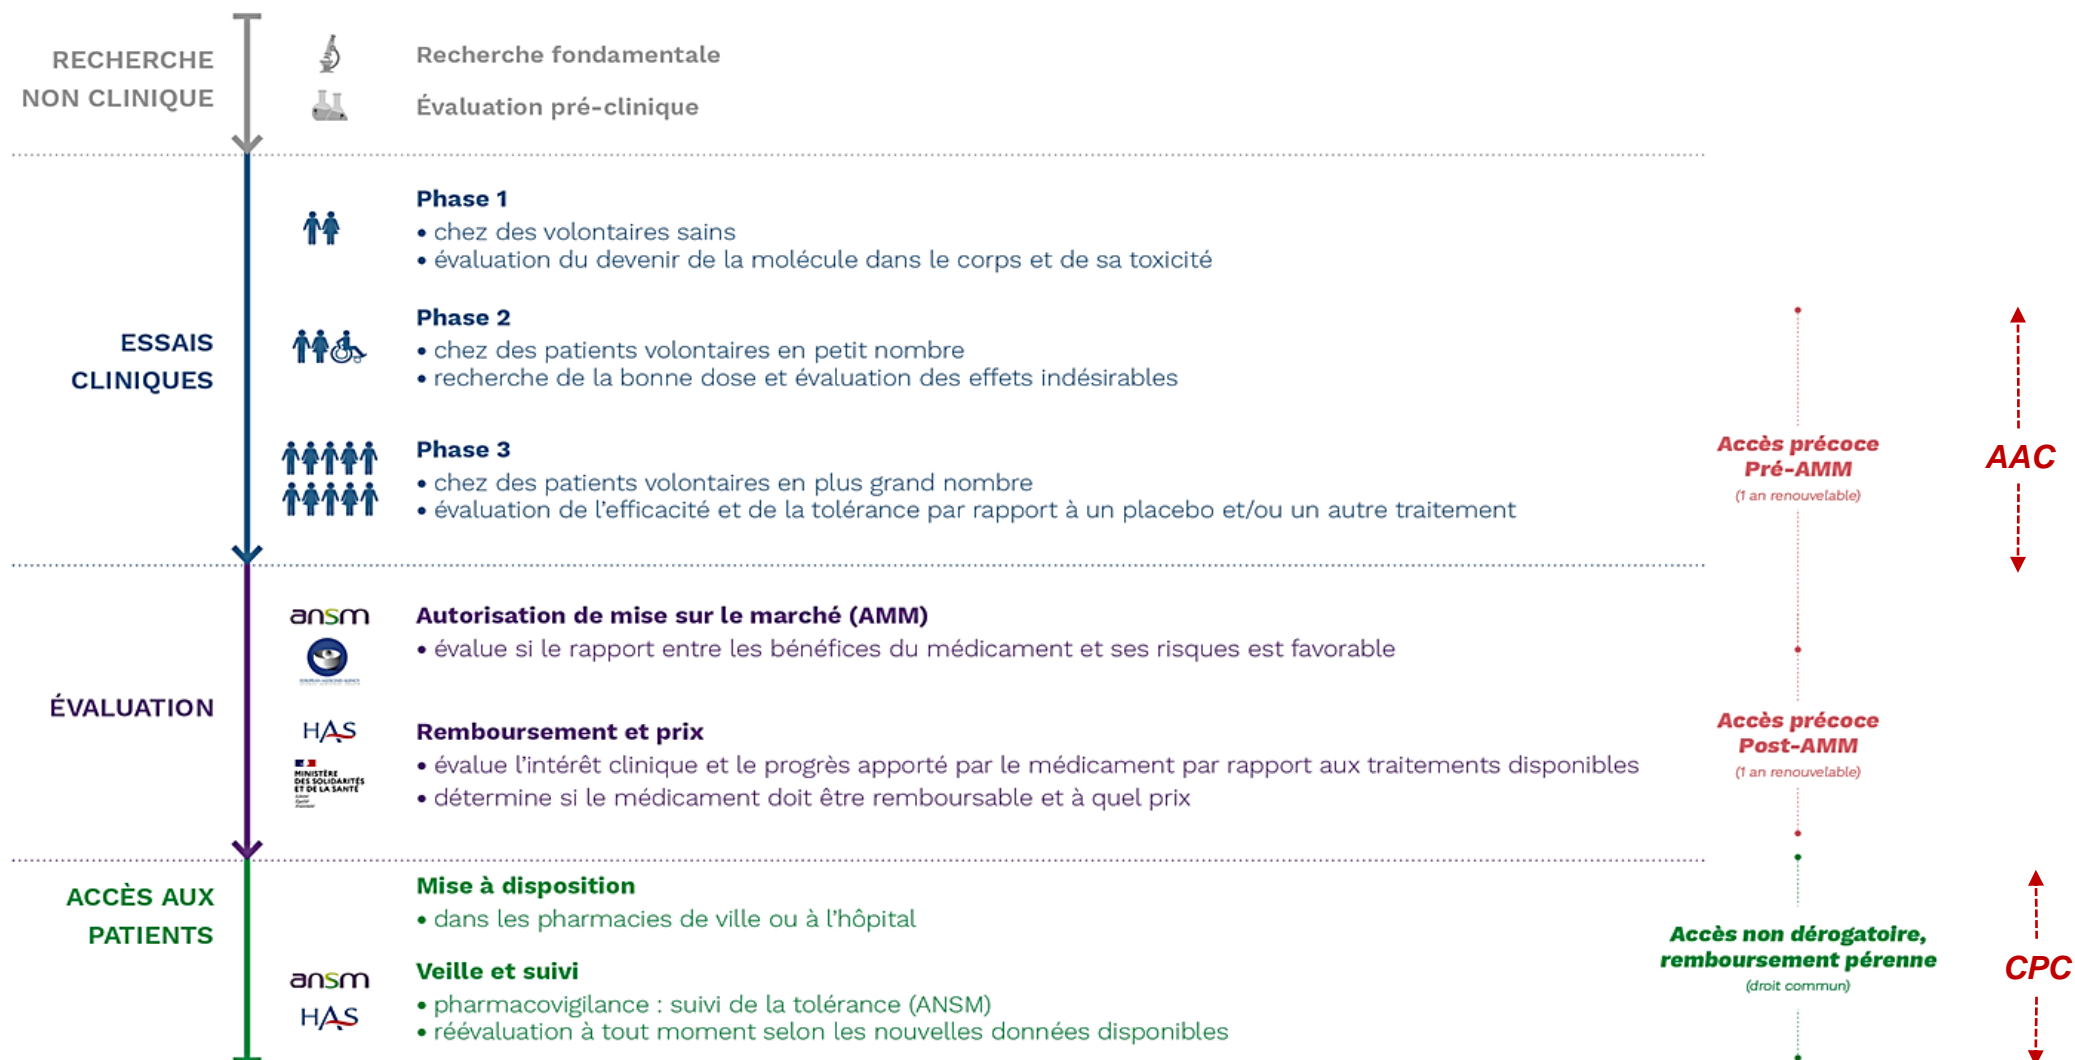 RECHERCHE
NON CLINIQUE
Recherche fondamentale
Évaluation pré-clinique
ESSAIS
CLINIQUES
Phase 1
• chez des volontaires sains
• évaluation du devenir de la molécule dans le corps et de sa toxicité
Phase 2
• chez des patients volontaires en petit nombre
• recherche de la bonne dose et évaluation des effets indésirables
Phase 3
• chez des patients volontaires en plus grand nombre
• évaluation de l'efficacité et de la tolérance par rapport à un placebo et/ou un autre traitement
Accès précoce
Pré-AMM
(1 an renouvelable)
AAC
ÉVALUATION
ansm
EUROPEAN MEDICINES AGENCY
Autorisation de mise sur le marché (AMM)
• évalue si le rapport entre les bénéfices du médicament et ses risques est favorable
HAS
MINISTÈRE
DES SOLIDARITÉS
ET DE LA SANTÉ
Remboursement et prix
• évalue l'intérêt clinique et le progrès apporté par le médicament par rapport aux traitements disponibles
• détermine si le médicament doit être remboursable et à quel prix
Accès précoce
Post-AMM
(1 an renouvelable)
ACCÈS AUX
PATIENTS
Mise à disposition
• dans les pharmacies de ville ou à l'hôpital
ansm
HAS
Veille et suivi
• pharmacovigilance : suivi de la tolérance (ANSM)
• réévaluation à tout moment selon les nouvelles données disponibles
Accès non dérogatoire,
remboursement pérenne
(droit commun)
CPC